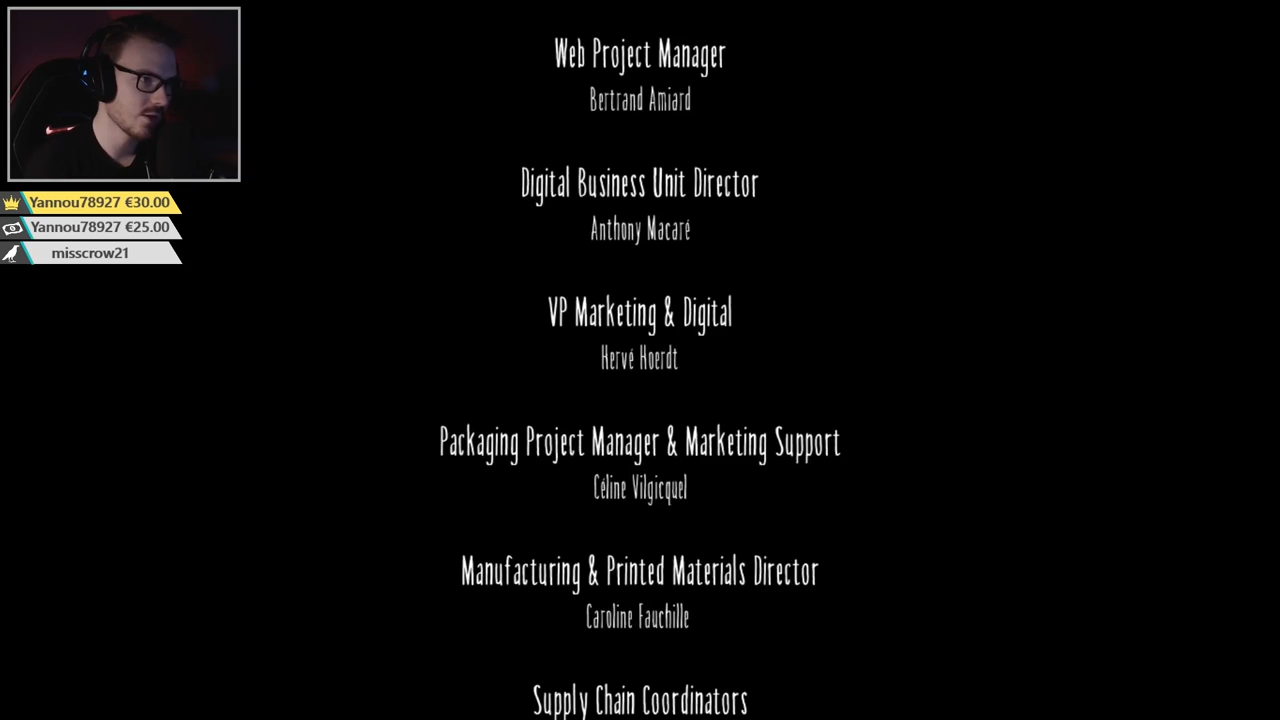 Web Project Manager
Bertrand Amiard
Yannou78927 €30.00
Yannou78927 €25.00
misscrow21
Digital Business Unit Director
Anthony Macaré
VP Marketing & Digital
Hervé Hoerdt
Packaging Project Manager & Marketing Support
Céline Vilgicquel
Manufacturing & Printed Materials Director
Caroline Fauchille
Supply Chain Coordinators